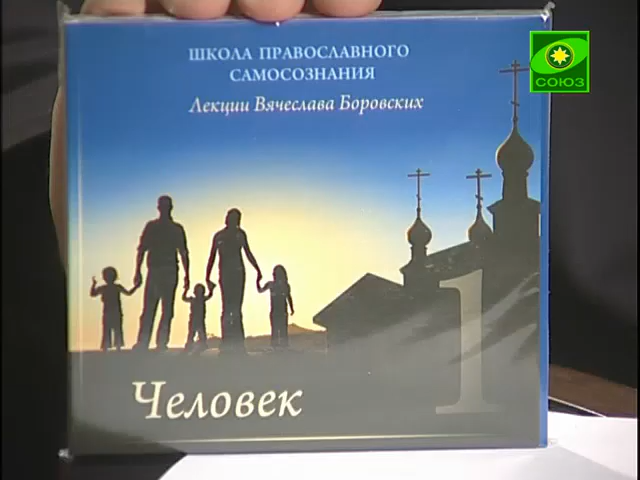 ШКОЛА ПРАВОСЛАВНОГО
САМОСОЗНАНИЯ
Лекции Вячеслава Боровских
СОЮЗ
Человек
1